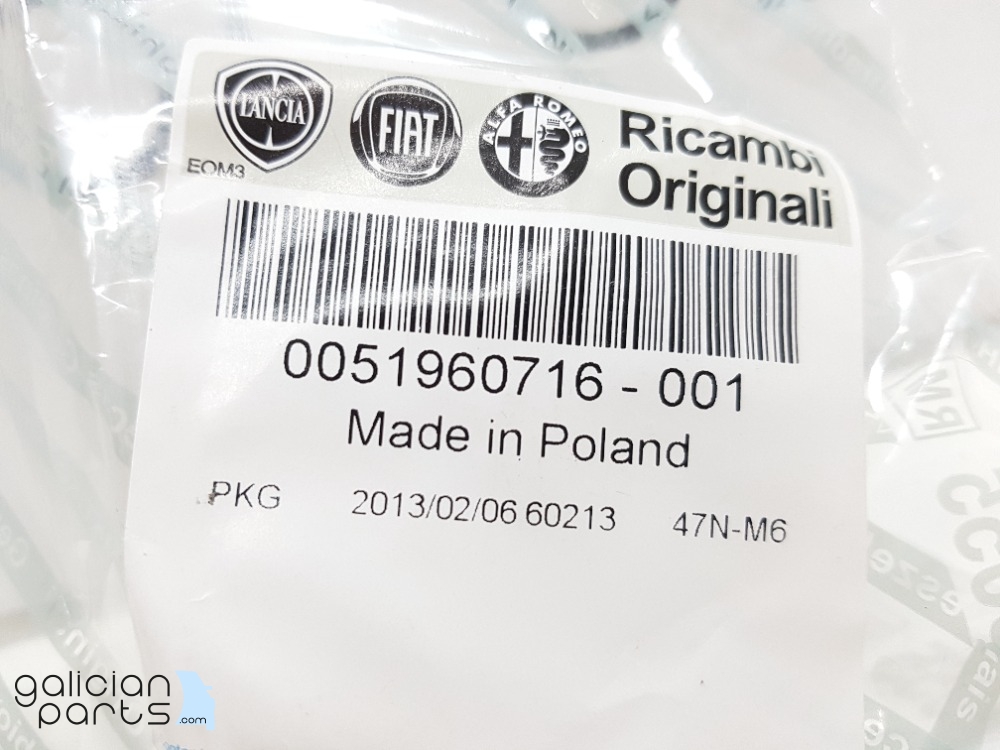 LANCIA
FIAT
ALFA ROMEO
Ricambi
Originali
EQM3
0051960716 - 001
Made in Poland
PKG 2013/02/06 60213 47N-M6
galician
parts.com